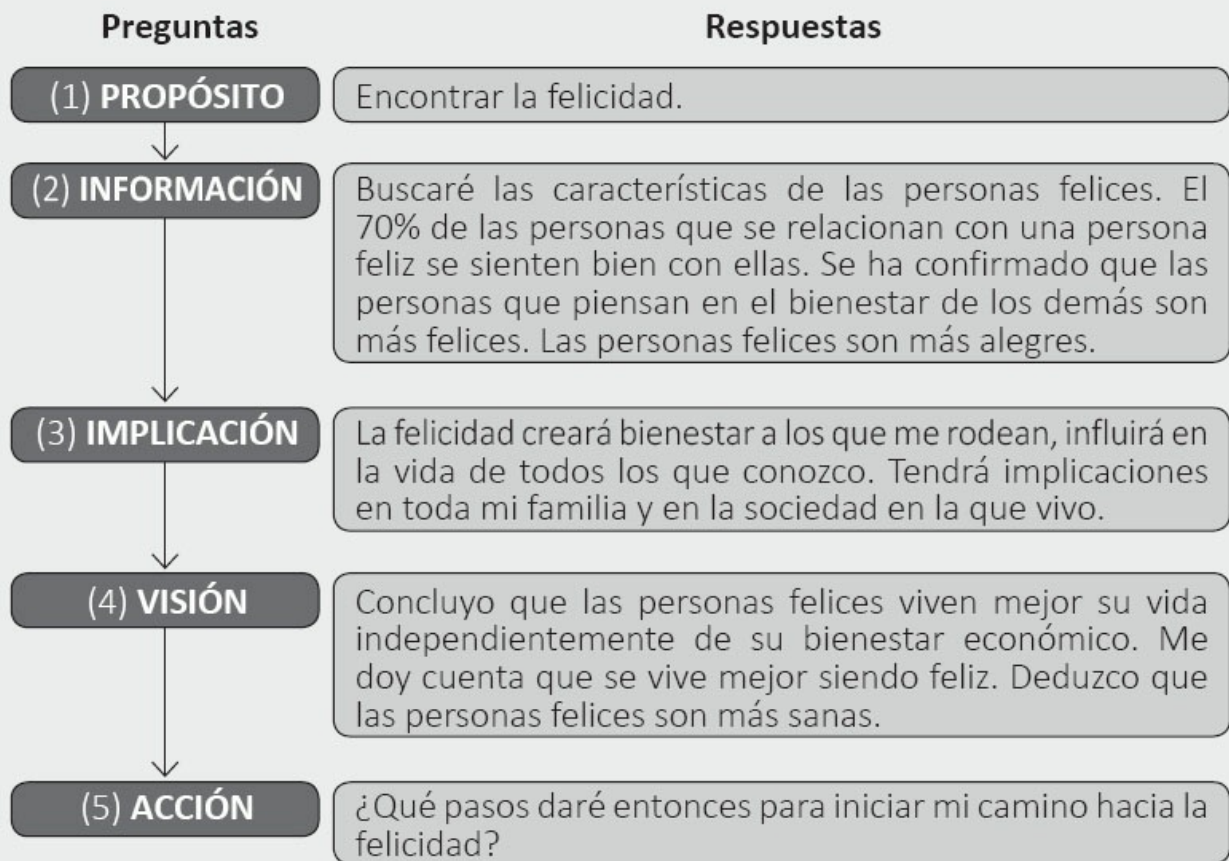 Preguntas
Respuestas
(1) PROPÓSITO
Encontrar la felicidad.
(2) INFORMACIÓN
Buscaré las características de las personas felices. El
70% de las personas que se relacionan con una persona
feliz se sienten bien con ellas. Se ha confirmado que las
personas que piensan en el bienestar de los demás son
más felices. Las personas felices son más alegres.
(3) IMPLICACIÓN
La felicidad creará bienestar a los que me rodean, influirá en
la vida de todos los que conozco. Tendrá implicaciones
en toda mi familia y en la sociedad en la que vivo.
(4) VISIÓN
Concluyo que las personas felices viven mejor su vida
independientemente de su bienestar económico. Me
doy cuenta que se vive mejor siendo feliz. Deduzco que
las personas felices son más sanas.
(5) ACCIÓN
¿Qué pasos daré entonces para iniciar mi camino hacia la
felicidad?